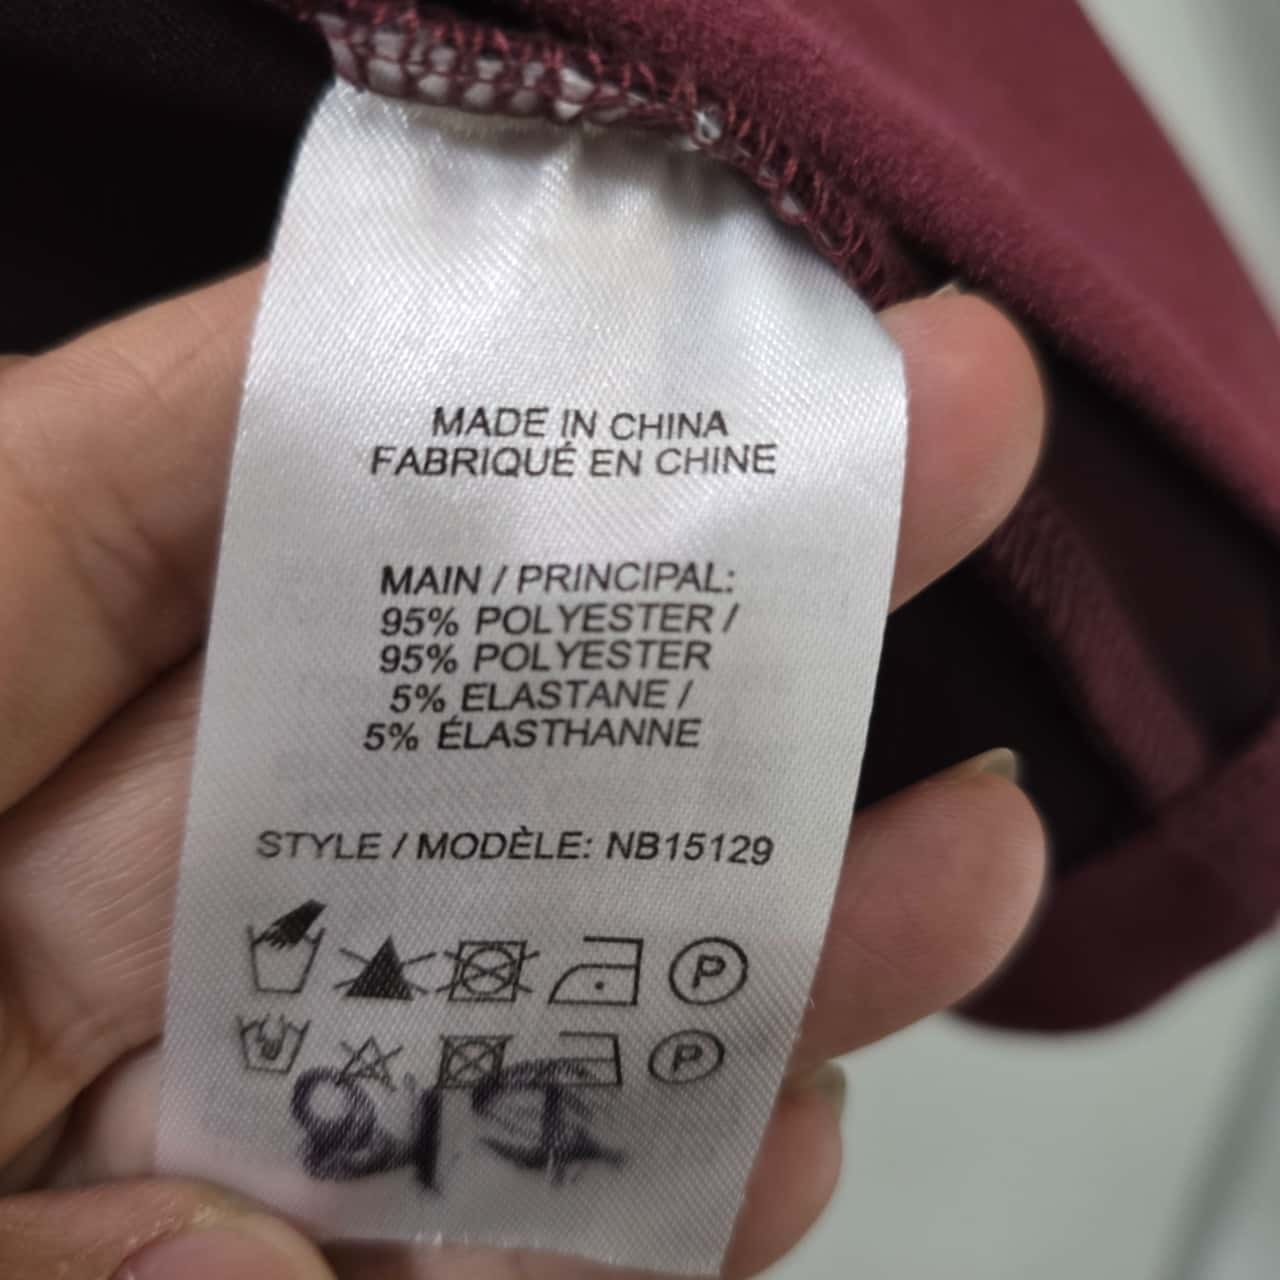 MADE IN CHINA
FABRIQUÉ EN CHINE
MAIN / PRINCIPAL:
95% POLYESTER /
95% POLYESTER
5% ELASTANE /
5% ÉLASTHANNE
STYLE / MODÈLE: NB15129
P
P